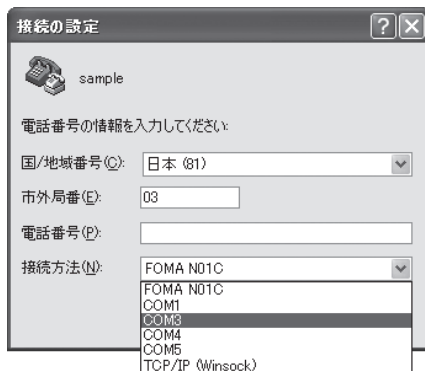 接続の設定
sample
電話番号の情報を入力してください:
国/地域番号(C): 日本 (81)
市外局番(E): 03
電話番号(P):
接続方法(N): FOMA N01C
FOMA N01C
COM1
COM3
COM4
COM5
TCP/IP (Winsock)